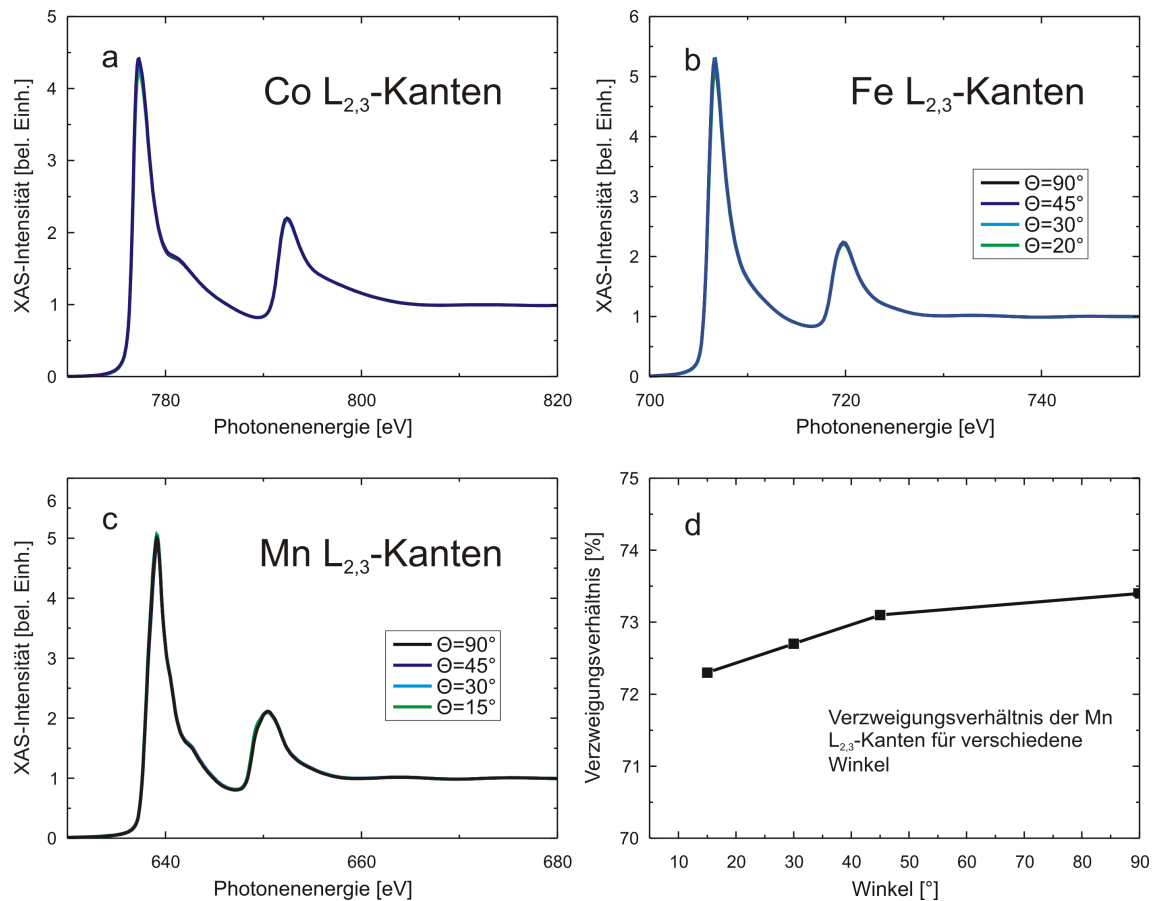 a
Co L2,3-Kanten
XAS-Intensität [bel. Einh.]
5
4
3
2
1
0
780
800
820
Photonenenergie [eV]
b
Fe L2,3-Kanten
XAS-Intensität [bel. Einh.]
6
5
4
3
2
1
0
Θ=90°
Θ=45°
Θ=30°
Θ=20°
700
720
740
Photonenenergie [eV]
c
Mn L2,3-Kanten
XAS-Intensität [bel. Einh.]
6
5
4
3
2
1
0
Θ=90°
Θ=45°
Θ=30°
Θ=15°
640
660
680
Photonenenergie [eV]
d
Verzweigungsverhältnis [%]
75
74
73
72
71
70
Verzweigungsverhältnis der Mn
L2,3-Kanten für verschiedene
Winkel
10
20
30
40
50
60
70
80
90
Winkel [°]